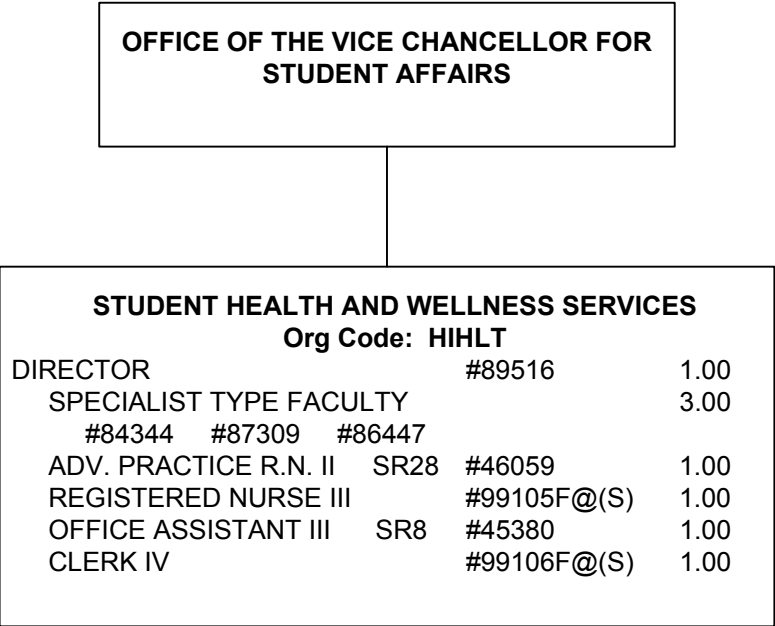 OFFICE OF THE VICE CHANCELLOR FOR
STUDENT AFFAIRS
STUDENT HEALTH AND WELLNESS SERVICES
Org Code: HIHLT
DIRECTOR #89516 1.00
SPECIALIST TYPE FACULTY 3.00
#84344 #87309 #86447
ADV. PRACTICE R.N. II SR28 #46059 1.00
REGISTERED NURSE III #99105F@(S) 1.00
OFFICE ASSISTANT III SR8 #45380 1.00
CLERK IV #99106F@(S) 1.00